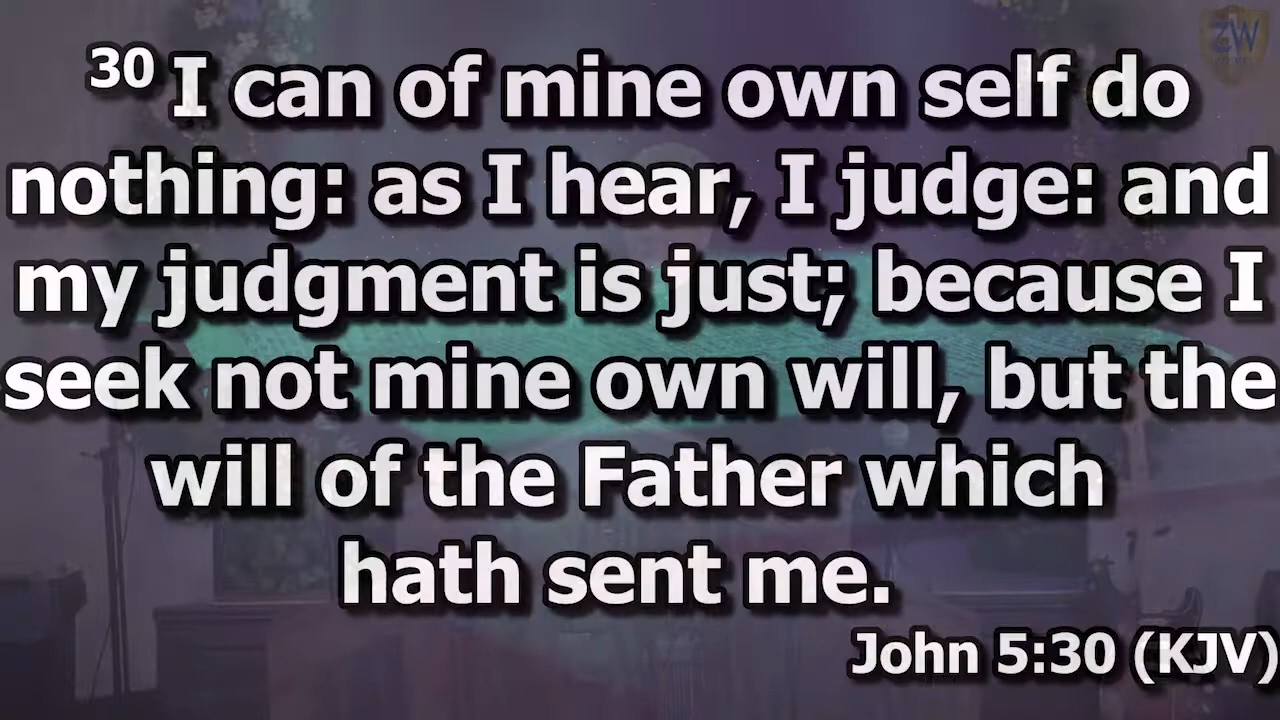 30 I can of mine own self do
nothing: as I hear, I judge: and
my judgment is just; because I
seek not mine own will, but the
will of the Father which
hath sent me.
John 5:30 (KJV)
ZW